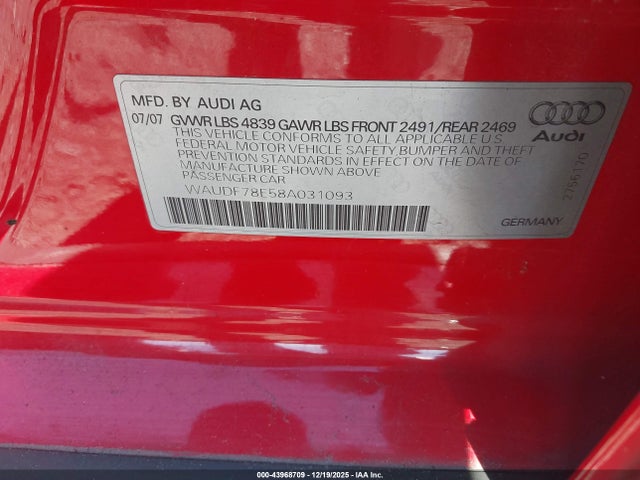 MFD. BY AUDI AG
07/07 GVWR LBS 4839 GAWR LBS FRONT 2491/REAR 2469
THIS VEHICLE CONFORMS TO ALL APPLICABLE U.S.
FEDERAL MOTOR VEHICLE SAFETY BUMPER AND THEFT
PREVENTION STANDARDS IN EFFECT ON THE DATE OF
MANUFACTURE SHOWN ABOVE.
PASSENGER CAR
WAUDF78E58A031093
Audi
2756170
GERMANY
000-43968709 - 12/19/2025 - IAA Inc.